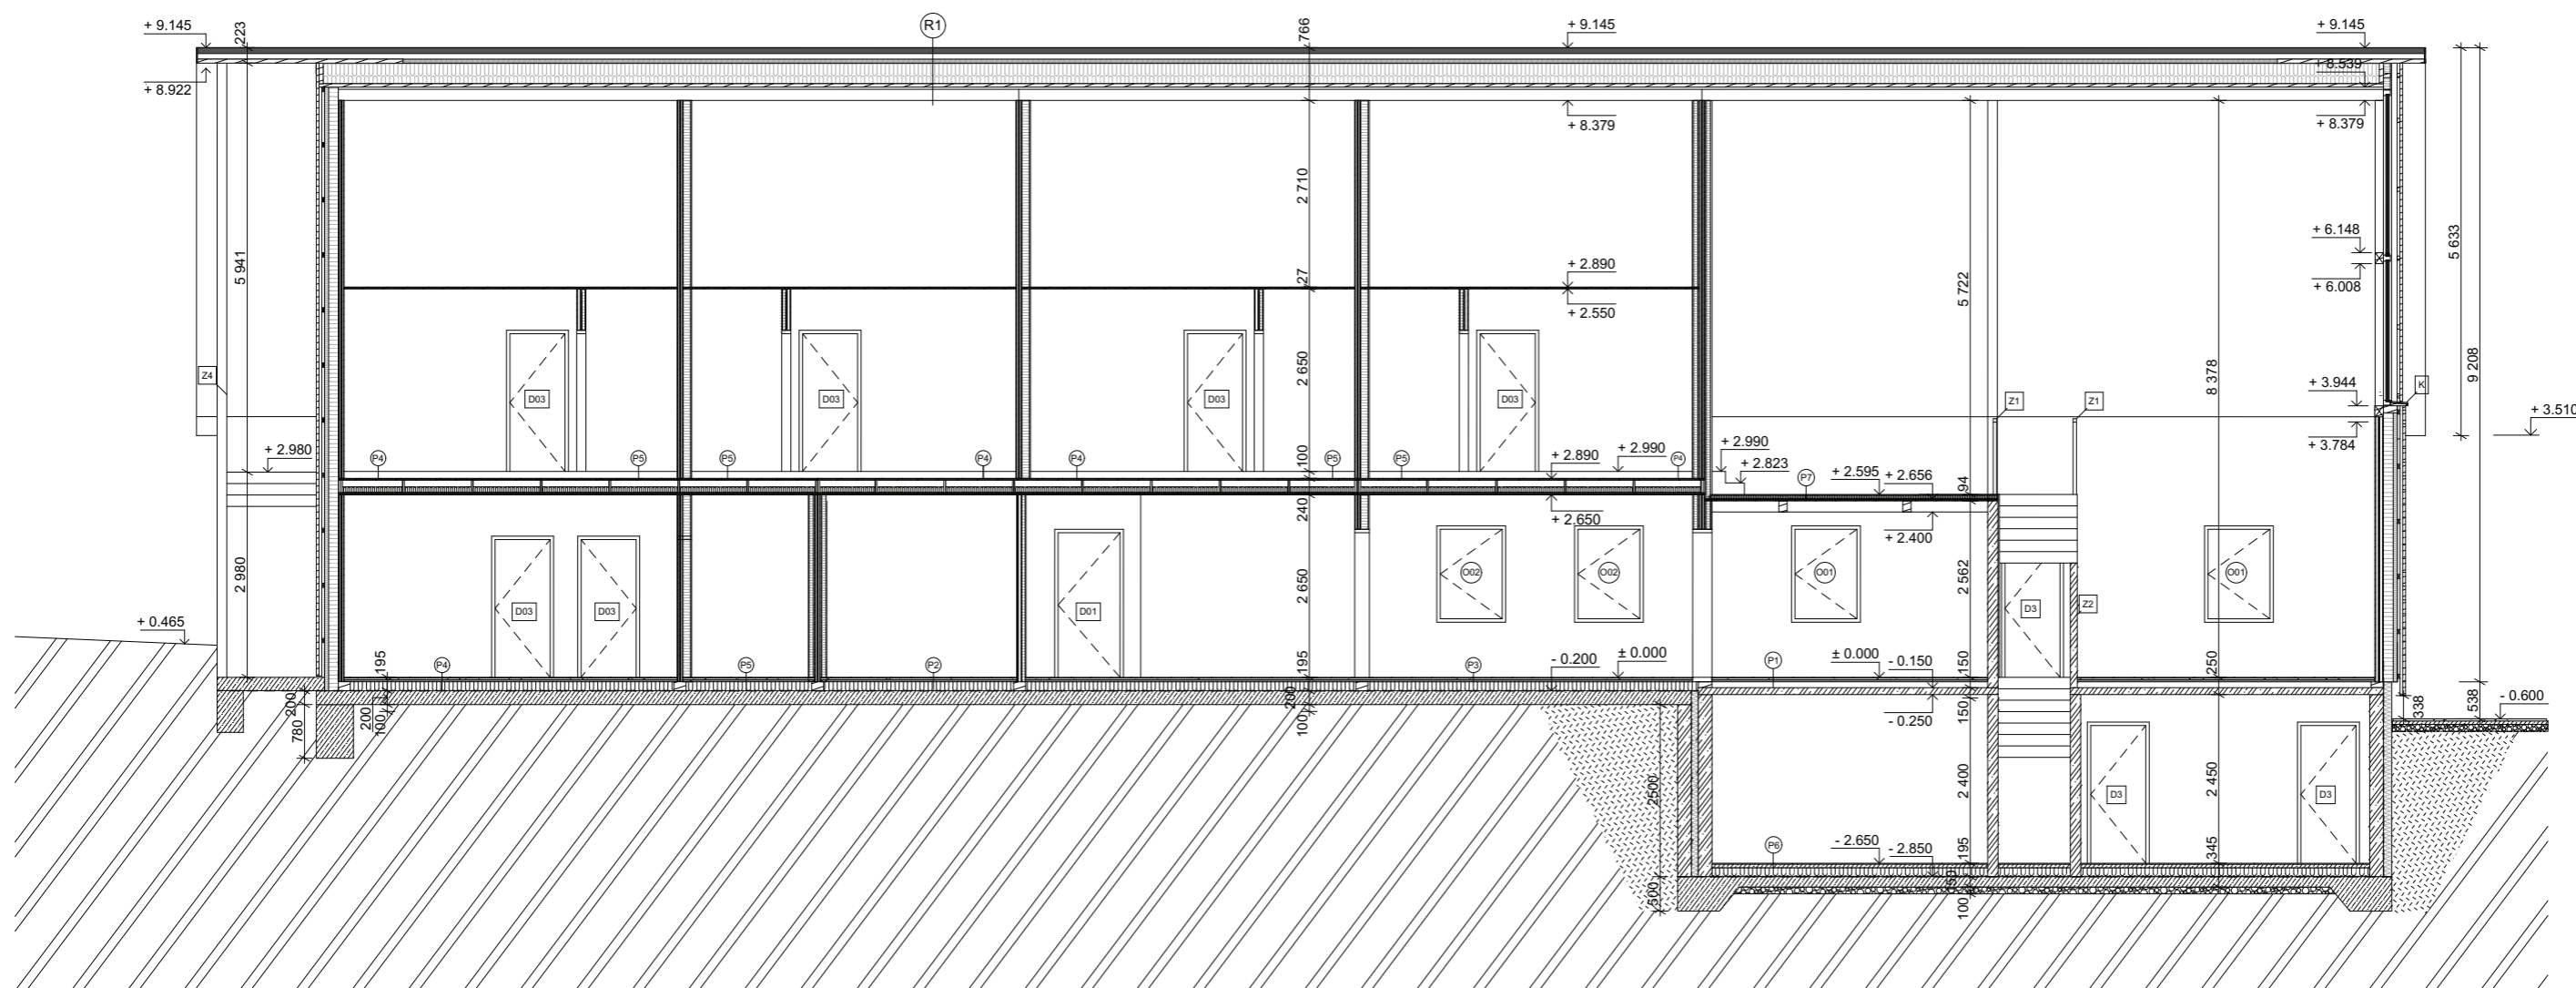 + 9.145
223
R1
766
+ 9.145
+ 9.145
+ 8.922
+ 8.539
+ 8.379
+ 8.379
2 710
5 941
5 722
5 633
+ 6.148
+ 6.008
+ 2.890
27
+ 2.550
2 650
8 378
9 208
Z4
D03
D03
D03
D03
Z1
Z1
+ 3.944
K
+ 3.784
+ 3.510
+ 2.980
P4
P5
P5
P4
P4
P5
P5
P4
100
+ 2.890
+ 2.990
+ 2.990
+ 2.823
P7
+ 2.595
+ 2.656
94
240
+ 2.650
+ 2.400
2 980
2 650
2 562
O02
O02
O01
O01
D03
D03
D01
D3
Z2
+ 0.465
195
P4
P5
P2
195
P3
- 0.200
± 0.000
P1
± 0.000
- 0.150
150
250
200
780
200
100
200
100
- 0.250
150
338
538
- 0.600
2500
2 400
2 450
D3
D3
P6
- 2.650
- 2.850
195
345
500
150
100